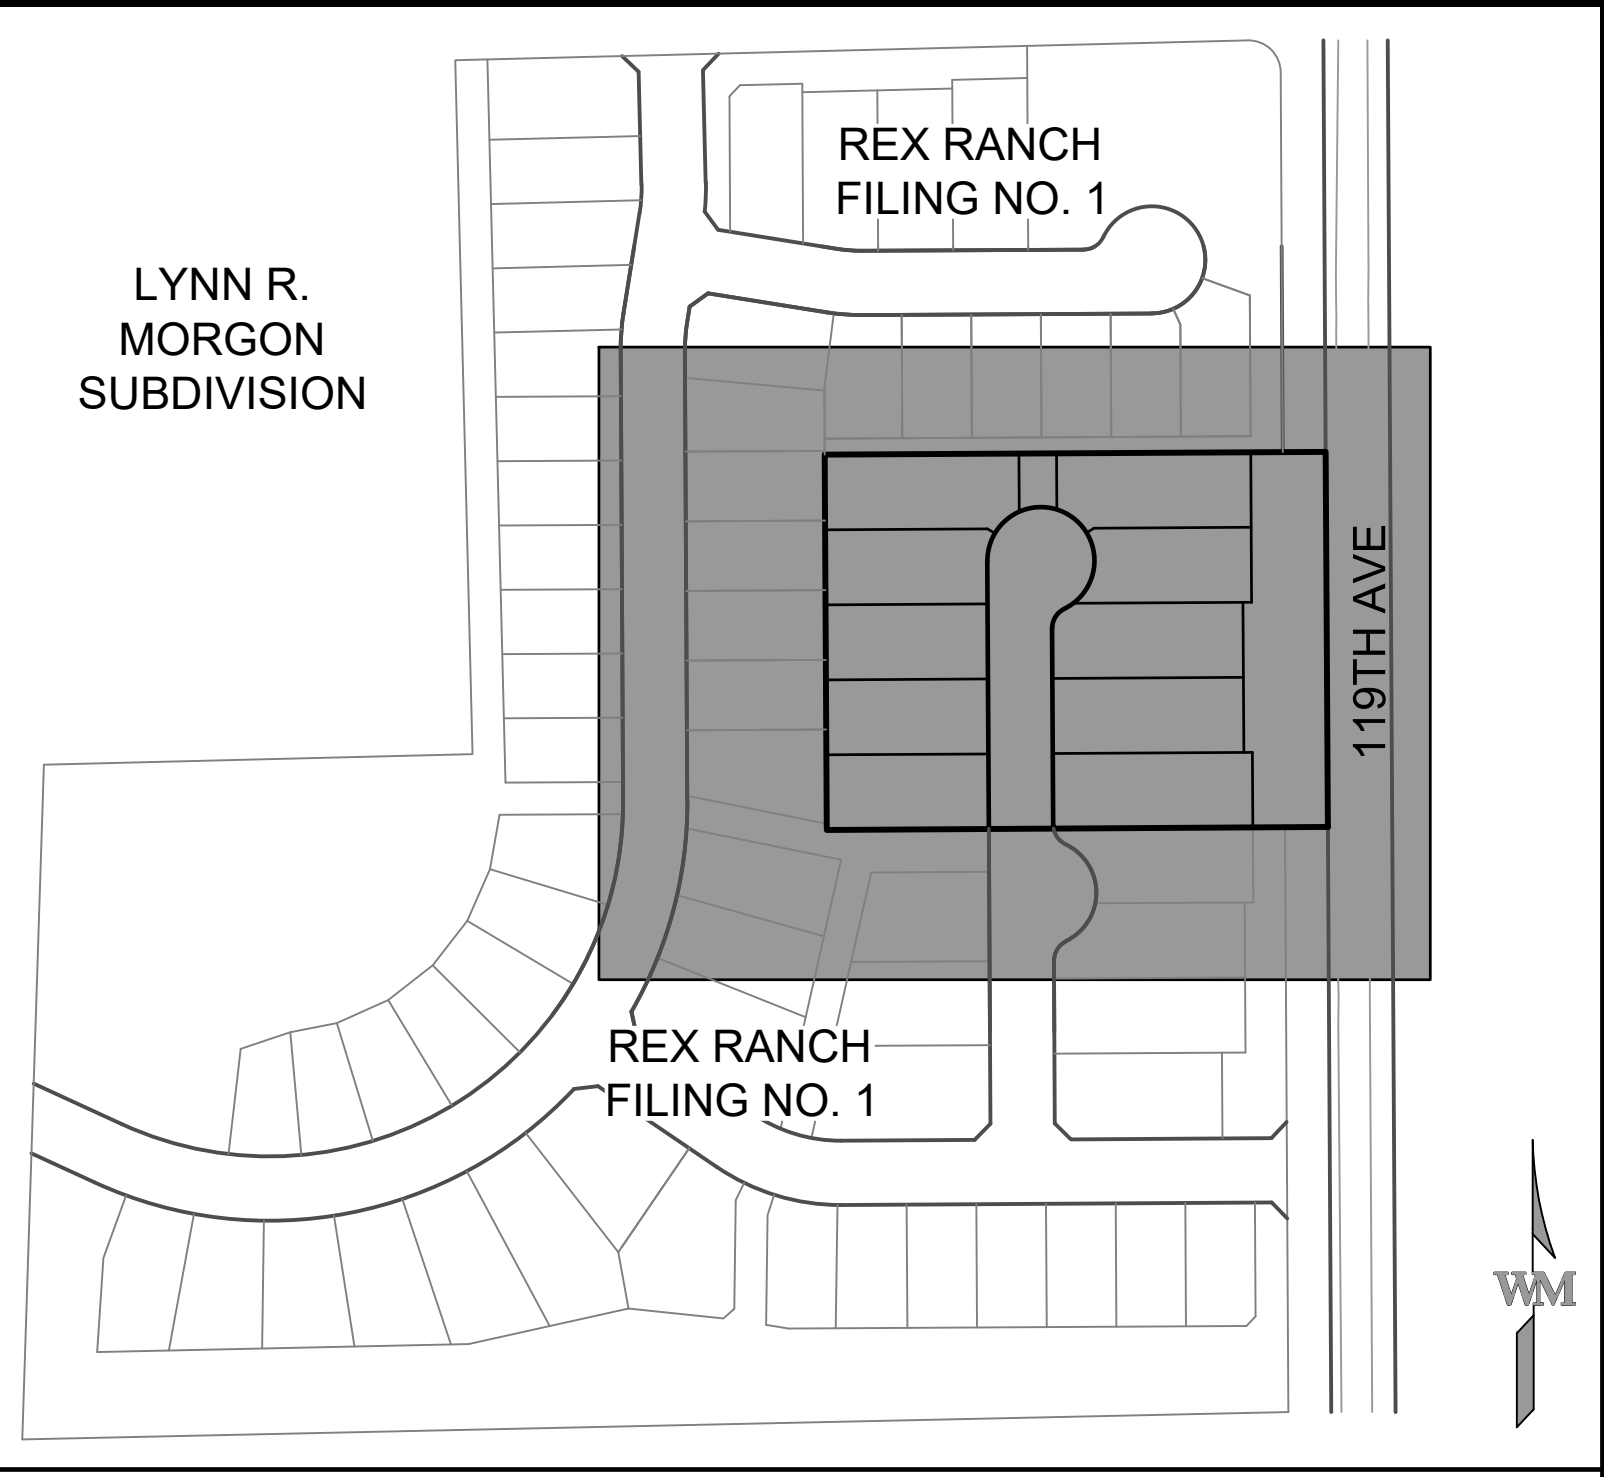 REX RANCH
FILING NO. 1
LYNN R.
MORGON
SUBDIVISION
119TH AVE
REX RANCH
FILING NO. 1
WM